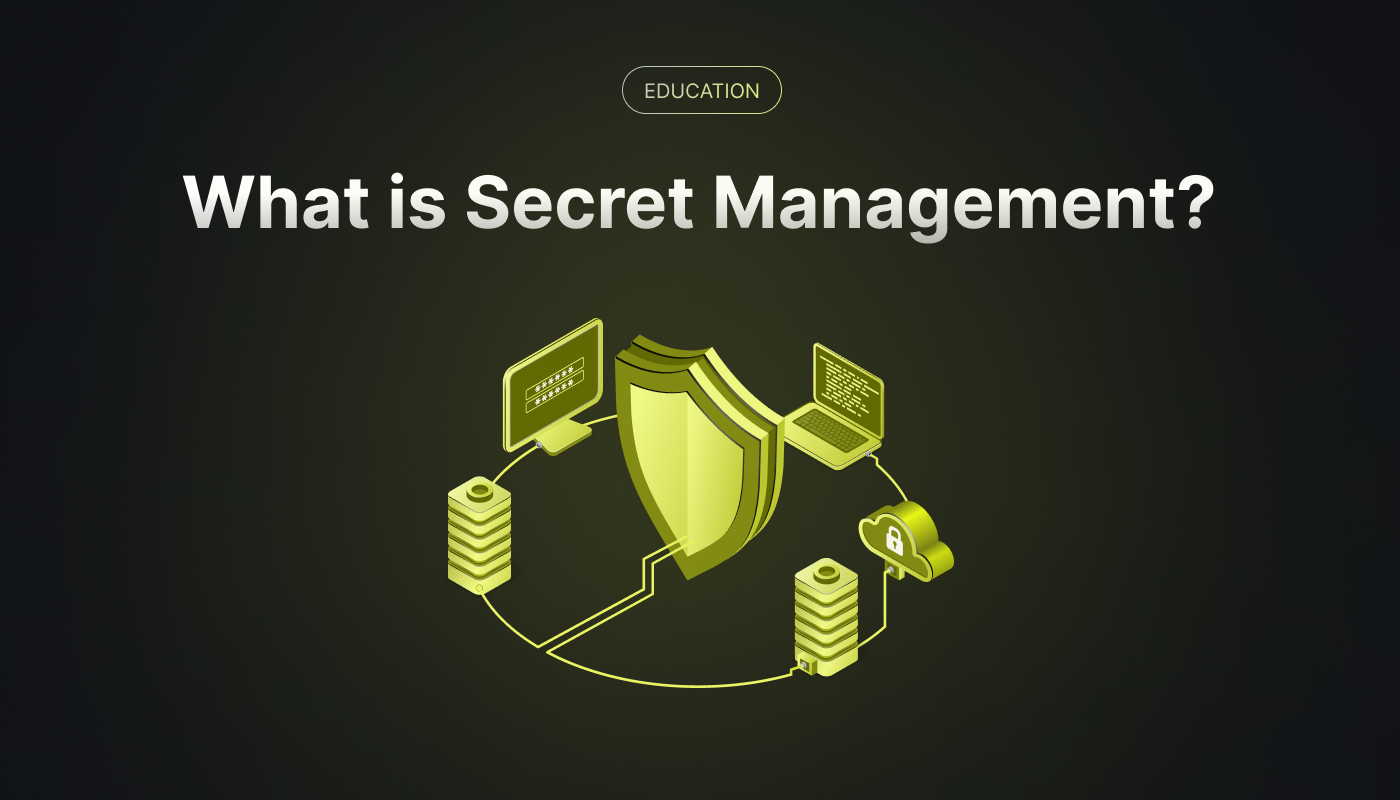 EDUCATION
What is Secret Management?
******
******